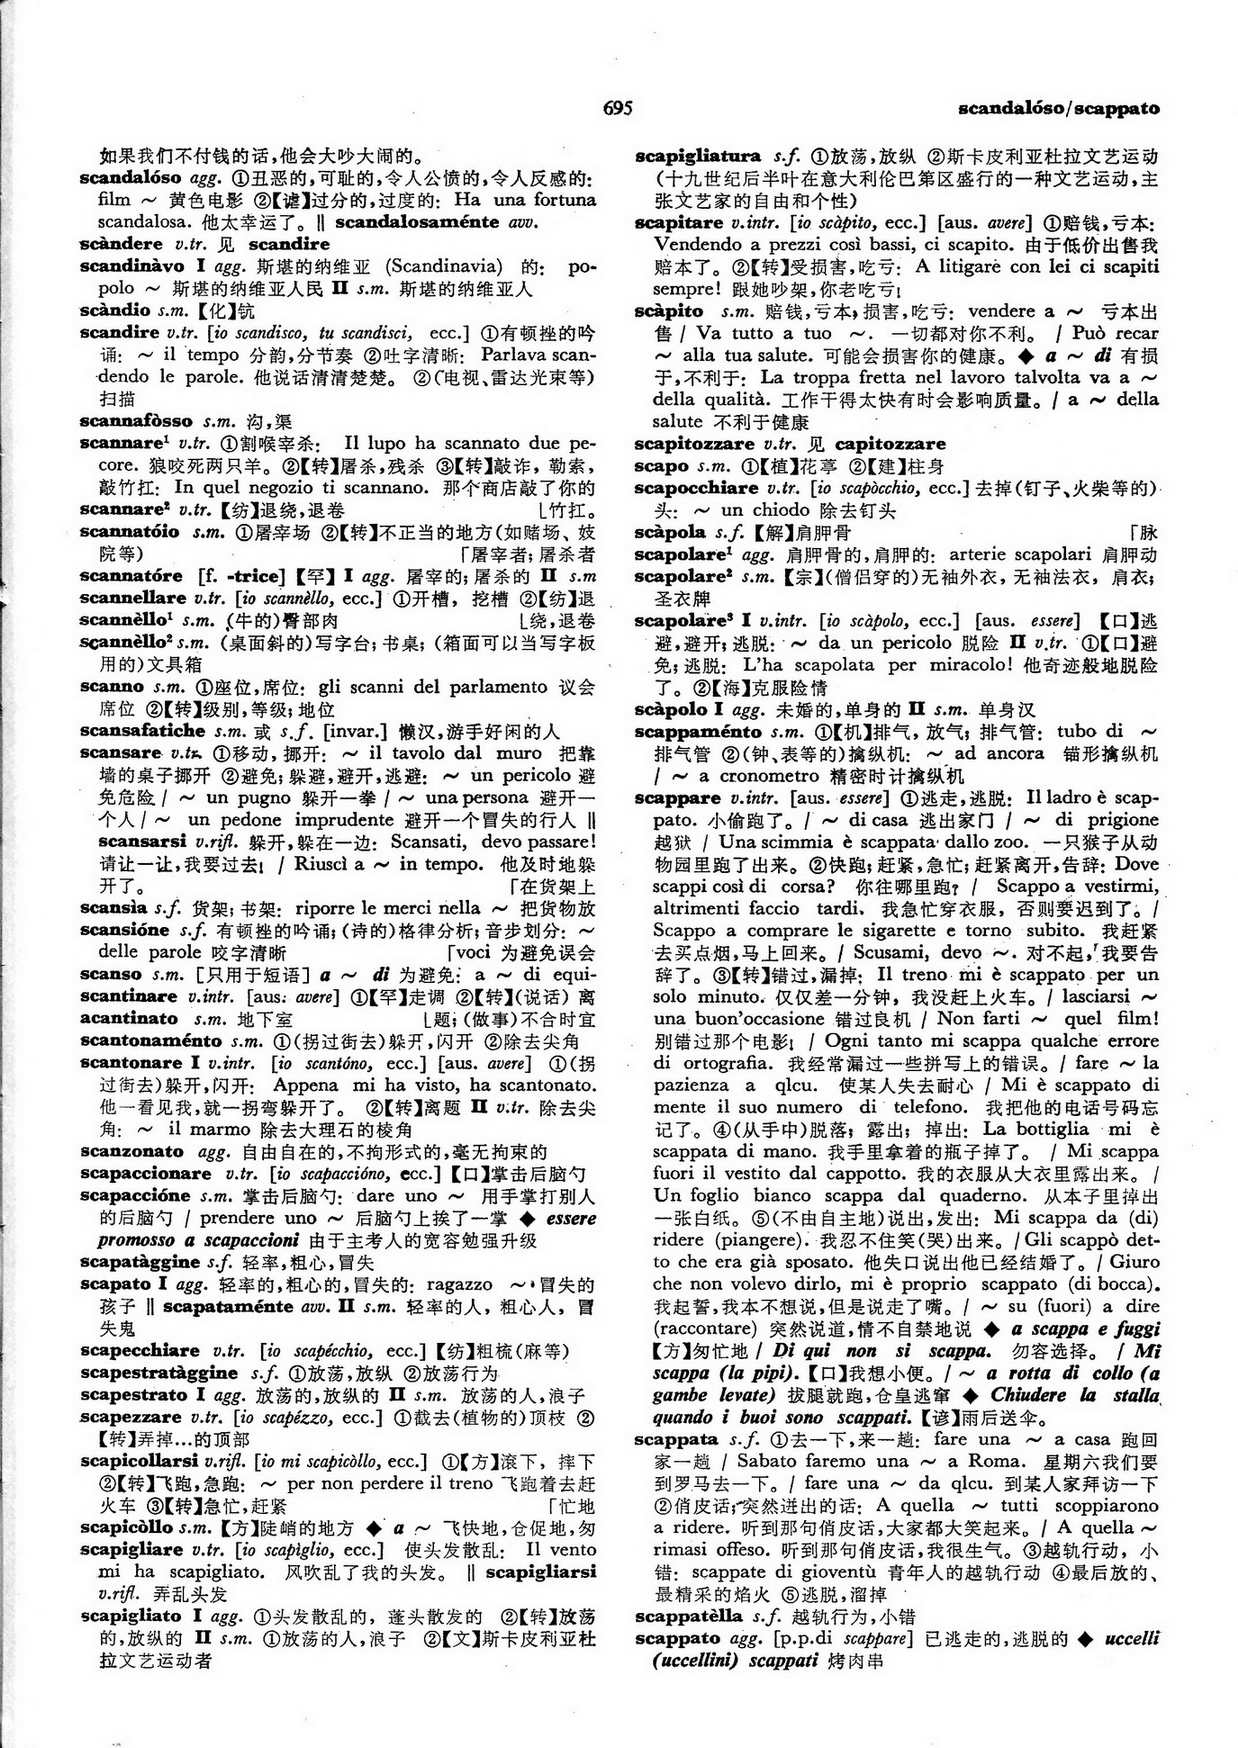 695
scandalóso/scappato
如果我们不付钱的话,他会大吵大闹的。
scandalóso agg. ①丑恶的,可耻的,令人公愤的,令人反感的:
film ~ 黄色电影 ②【谑】过分的,过度的: Ha una fortuna
scandalosa. 他太幸运了。‖ scandalosaménte avv.
scàndere v.tr. 见 scandire
scandinàvo I agg. 斯堪的纳维亚 (Scandinavia) 的: po-
polo ~ 斯堪的纳维亚人民 II s.m. 斯堪的纳维亚人
scàndio s.m.【化】钪
scandire v.tr. [io scandisco, tu scandisci, ecc.] ①有顿挫的吟
诵: ~ il tempo 分韵,分节奏 ②吐字清晰: Parlava scan-
dendo le parole. 他说话清清楚楚。 ②(电视、雷达光束等)
扫描
scannafòsso s.m. 沟,渠
scannare¹ v.tr. ①割喉宰杀: Il lupo ha scannato due pe-
core. 狼咬死两只羊。②【转】屠杀,残杀 ③【转】敲诈, 勒索,
敲竹扛: In quel negozio ti scannano. 那个商店敲了你的
scannare² v.tr.【纺】退绕,退卷 ⌊竹扛。
scannatóio s.m. ①屠宰场 ②【转】不正当的地方(如赌场、妓
院等) 「屠宰者; 屠杀者
scannatóre [f. -trice]【罕】I agg. 屠宰的; 屠杀的 II s.m
scannellare v.tr. [io scannèllo, ecc.] ①开槽, 挖槽 ②【纺】退
scannèllo¹ s.m. (牛的)臀部肉 ⌊绕,退卷
scannèllo² s.m. (桌面斜的)写字台; 书桌; (箱面可以当写字板
用的)文具箱
scanno s.m. ①座位,席位: gli scanni del parlamento 议会
席位 ②【转】级别,等级; 地位
scansafatiche s.m. 或 s.f. [invar.] 懒汉,游手好闲的人
scansare v.tr. ①移动, 挪开: ~ il tavolo dal muro 把靠
墙的桌子挪开 ②避免; 躲避,避开,逃避: ~ un pericolo 避
免危险 / ~ un pugno 躲开一拳 / ~ una persona 避开一
个人 / ~ un pedone imprudente 避开一个冒失的行人 ‖
scansarsi v.rifl. 躲开,躲在一边: Scansati, devo passare!
请让一让,我要过去! / Riuscì a ~ in tempo. 他及时地躲
开了。 「在货架上
scansìa s.f. 货架; 书架: riporre le merci nella ~ 把货物放
scansióne s.f. 有顿挫的吟诵; (诗的)格律分析; 音步划分: ~
delle parole 咬字清晰 「voci 为避免误会
scanso s.m. [只用于短语] a ~ di 为避免: a ~ di equi-
scantinare v.intr. [aus. avere] ①【罕】走调 ②【转】(说话) 离
acantinato s.m. 地下室 ⌊题; (做事)不合时宜
scantonaménto s.m. ①(拐过街去)躲开,闪开 ②除去尖角
scantonare I v.intr. [io scantóno, ecc.] [aus. avere] ①(拐
过街去)躲开,闪开: Appena mi ha visto, ha scantonato.
他一看见我,就一拐弯躲开了。 ②【转】离题 II v.tr. 除去尖
角: ~ il marmo 除去大理石的棱角
scanzonato agg. 自由自在的,不拘形式的,毫无拘束的
scapaccionare v.tr. [io scapaccióno, ecc.]【口】掌击后脑勺
scapaccióne s.m. 掌击后脑勺: dare uno ~ 用手掌打别人
的后脑勺 / prendere uno ~ 后脑勺上挨了一掌 ◆ essere
promosso a scapaccioni 由于主考人的宽容勉强升级
scapatàggine s.f. 轻率,粗心,冒失
scapato I agg. 轻率的,粗心的,冒失的: ragazzo ~ 冒失的
孩子 ‖ scapataménte avv. II s.m. 轻率的人, 粗心人, 冒
失鬼
scapecchiare v.tr. [io scapécchio, ecc.]【纺】粗梳(麻等)
scapestratàggine s.f. ①放荡,放纵 ②放荡行为
scapestrato I agg. 放荡的,放纵的 II s.m. 放荡的人,浪子
scapezzare v.tr. [io scapézzo, ecc.] ①截去(植物的)顶枝 ②
【转】弄掉…的顶部
scapicollarsi v.rifl. [io mi scapicòllo, ecc.] ①【方】滚下, 摔下
②【转】飞跑,急跑: ~ per non perdere il treno 飞跑着去赶
火车 ③【转】急忙,赶紧 「忙地
scapicòllo s.m.【方】陡峭的地方 ◆ a ~ 飞快地,仓促地,匆
scapigliare v.tr. [io scapìglio, ecc.] 使头发散乱: Il vento
mi ha scapigliato. 风吹乱了我的头发。 ‖ scapigliarsi
v.rifl. 弄乱头发
scapigliato I agg. ①头发散乱的, 蓬头散发的 ②【转】放荡
的,放纵的 II s.m. ①放荡的人,浪子 ②【文】斯卡皮利亚杜
拉文艺运动者
scapigliatura s.f. ①放荡,放纵 ②斯卡皮利亚杜拉文艺运动
(十九世纪后半叶在意大利伦巴第区盛行的一种文艺运动,主
张文艺家的自由和个性)
scapitare v.intr. [io scàpito, ecc.] [aus. avere] ①赔钱,亏本:
Vendendo a prezzi così bassi, ci scapito. 由于低价出售我
赔本了。②【转】受损害,吃亏: A litigare con lei ci scapiti
sempre! 跟她吵架,你老吃亏!
scàpito s.m. 赔钱,亏本,损害,吃亏: vendere a ~ 亏本出
售 / Va tutto a tuo ~. 一切都对你不利。 / Può recar
~ alla tua salute. 可能会损害你的健康。◆ a ~ di 有损
于,不利于: La troppa fretta nel lavoro talvolta va a ~
della qualità. 工作干得太快有时会影响质量。/ a ~ della
salute 不利于健康
scapitozzare v.tr. 见 capitozzare
scapo s.m. ①【植】花葶 ②【建】柱身
scapocchiare v.tr. [io scapòcchio, ecc.] 去掉(钉子、火柴等的)
头: ~ un chiodo 除去钉头
scàpola s.f.【解】肩胛骨 「脉
scapolare¹ agg. 肩胛骨的,肩胛的: arterie scapolari 肩胛动
scapolare² s.m.【宗】(僧侣穿的)无袖外衣, 无袖法衣, 肩衣;
圣衣牌
scapolare³ I v.intr. [io scàpolo, ecc.] [aus. essere]【口】逃
避,避开; 逃脱: ~ da un pericolo 脱险 II v.tr. ①【口】避
免; 逃脱: L'ha scapolata per miracolo! 他奇迹般地脱险
了。②【海】克服险情
scàpolo I agg. 未婚的,单身的 II s.m. 单身汉
scappaménto s.m. ①【机】排气, 放气; 排气管: tubo di ~
排气管 ②(钟、表等的)擒纵机: ~ ad ancora 锚形擒纵机
/ ~ a cronometro 精密时计擒纵机
scappare v.intr. [aus. essere] ①逃走,逃脱: Il ladro è scap-
pato. 小偷跑了。/ ~ di casa 逃出家门 / ~ di prigione
越狱 / Una scimmia è scappata dallo zoo. 一只猴子从动
物园里跑了出来。②快跑; 赶紧,急忙; 赶紧离开,告辞: Dove
scappi così di corsa? 你往哪里跑? / Scappo a vestirmi,
altrimenti faccio tardi. 我急忙穿衣服, 否则要迟到了。/
Scappo a comprare le sigarette e torno subito. 我赶紧
去买点烟,马上回来。/ Scusami, devo ~. 对不起,我要告
辞了。③【转】错过,漏掉: Il treno mi è scappato per un
solo minuto. 仅仅差一分钟, 我没赶上火车。/ lasciarsi ~
una buon'occasione 错过良机 / Non farti ~ quel film!
别错过那个电影! / Ogni tanto mi scappa qualche errore
di ortografia. 我经常漏过一些拼写上的错误。/ fare ~ la
pazienza a qlcu. 使某人失去耐心 / Mi è scappato di
mente il suo numero di telefono. 我把他的电话号码忘
记了。④(从手中)脱落; 露出; 掉出: La bottiglia mi è
scappata di mano. 我手里拿着的瓶子掉了。 / Mi scappa
fuori il vestito dal cappotto. 我的衣服从大衣里露出来。 /
Un foglio bianco scappa dal quaderno. 从本子里掉出
一张白纸。⑤(不由自主地)说出,发出: Mi scappa da (di)
ridere (piangere). 我忍不住笑(哭)出来。/ Gli scappò det-
to che era già sposato. 他失口说出他已经结婚了。/ Giuro
che non volevo dirlo, mi è proprio scappato (di bocca).
我起誓,我本不想说,但是说走了嘴。/ ~ su (fuori) a dire
(raccontare) 突然说道,情不自禁地说 ◆ a scappa e fuggi
【方】匆忙地 / Di qui non si scappa. 勿容选择。 / Mi
scappa (la pipì).【口】我想小便。/ ~ a rotta di collo (a
gambe levate) 拔腿就跑,仓皇逃窜 ◆ Chiudere la stalla
quando i buoi sono scappati.【谚】雨后送伞。
scappata s.f. ①去一下,来一趟: fare una ~ a casa 跑回
家一趟 / Sabato faremo una ~ a Roma. 星期六我们要
到罗马去一下。/ fare una ~ da qlcu. 到某人家拜访一下
②俏皮话;突然迸出的话: A quella ~ tutti scoppiarono
a ridere. 听到那句俏皮话,大家都大笑起来。/ A quella ~
rimasi offeso. 听到那句俏皮话,我很生气。③越轨行动, 小
错: scappate di gioventù 青年人的越轨行动 ④最后放的、
最精采的焰火 ⑤逃脱,溜掉
scappatèlla s.f. 越轨行为,小错
scappato agg. [p.p.di scappare] 已逃走的,逃脱的 ◆ uccelli
(uccellini) scappati 烤肉串